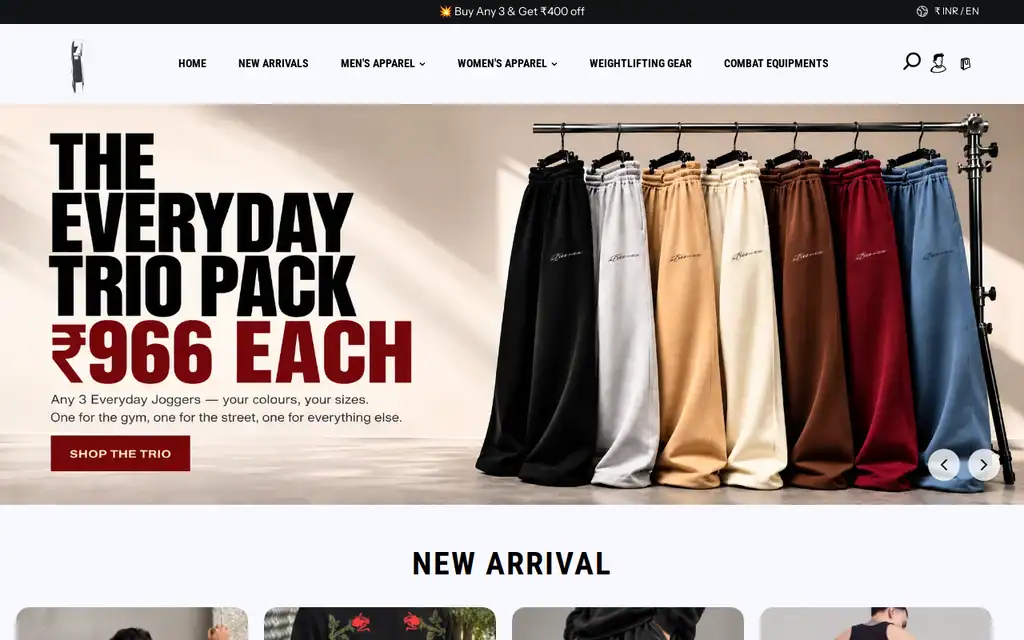 💥 Buy Any 3 & Get ₹400 off
₹ INR / EN
HOME
NEW ARRIVALS
MEN'S APPAREL
WOMEN'S APPAREL
WEIGHTLIFTING GEAR
COMBAT EQUIPMENTS
THE
EVERYDAY
TRIO PACK
₹966 EACH
Any 3 Everyday Joggers — your colours, your sizes.
One for the gym, one for the street, one for everything else.
SHOP THE TRIO
NEW ARRIVAL